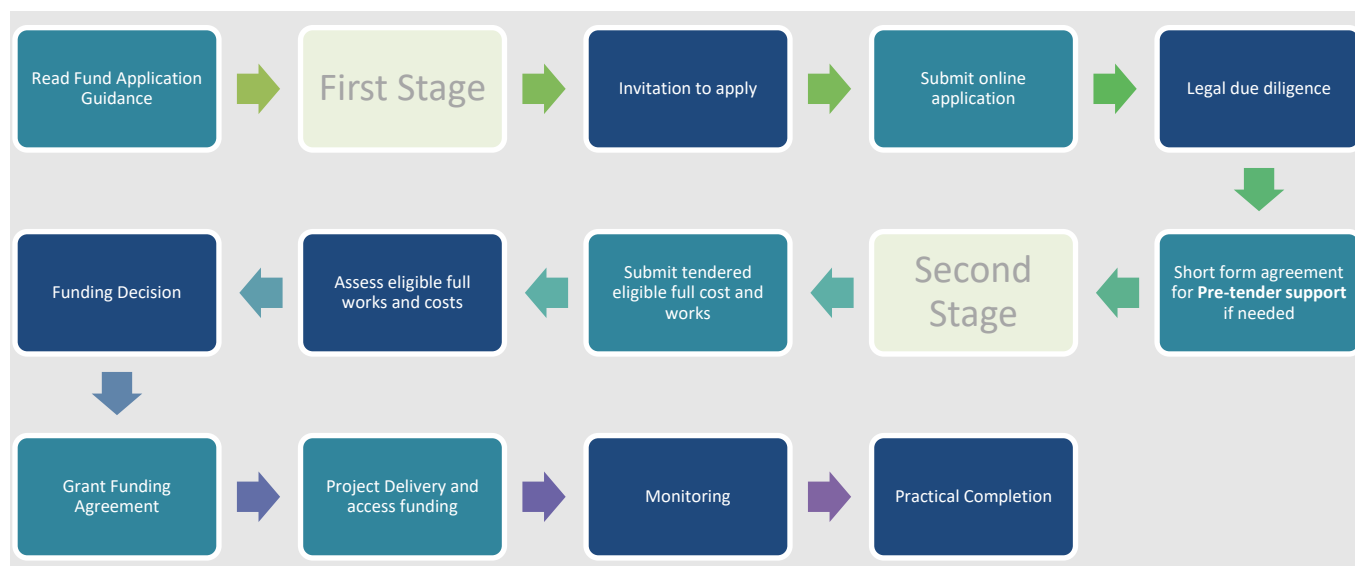 Read Fund Application
Guidance
First Stage
Invitation to apply
Submit online
application
Legal due diligence
Short form agreement
for Pre-tender support
if needed
Second
Stage
Submit tendered
eligible full cost and
works
Assess eligible full
works and costs
Funding Decision
Grant Funding
Agreement
Project Delivery and
access funding
Monitoring
Practical Completion